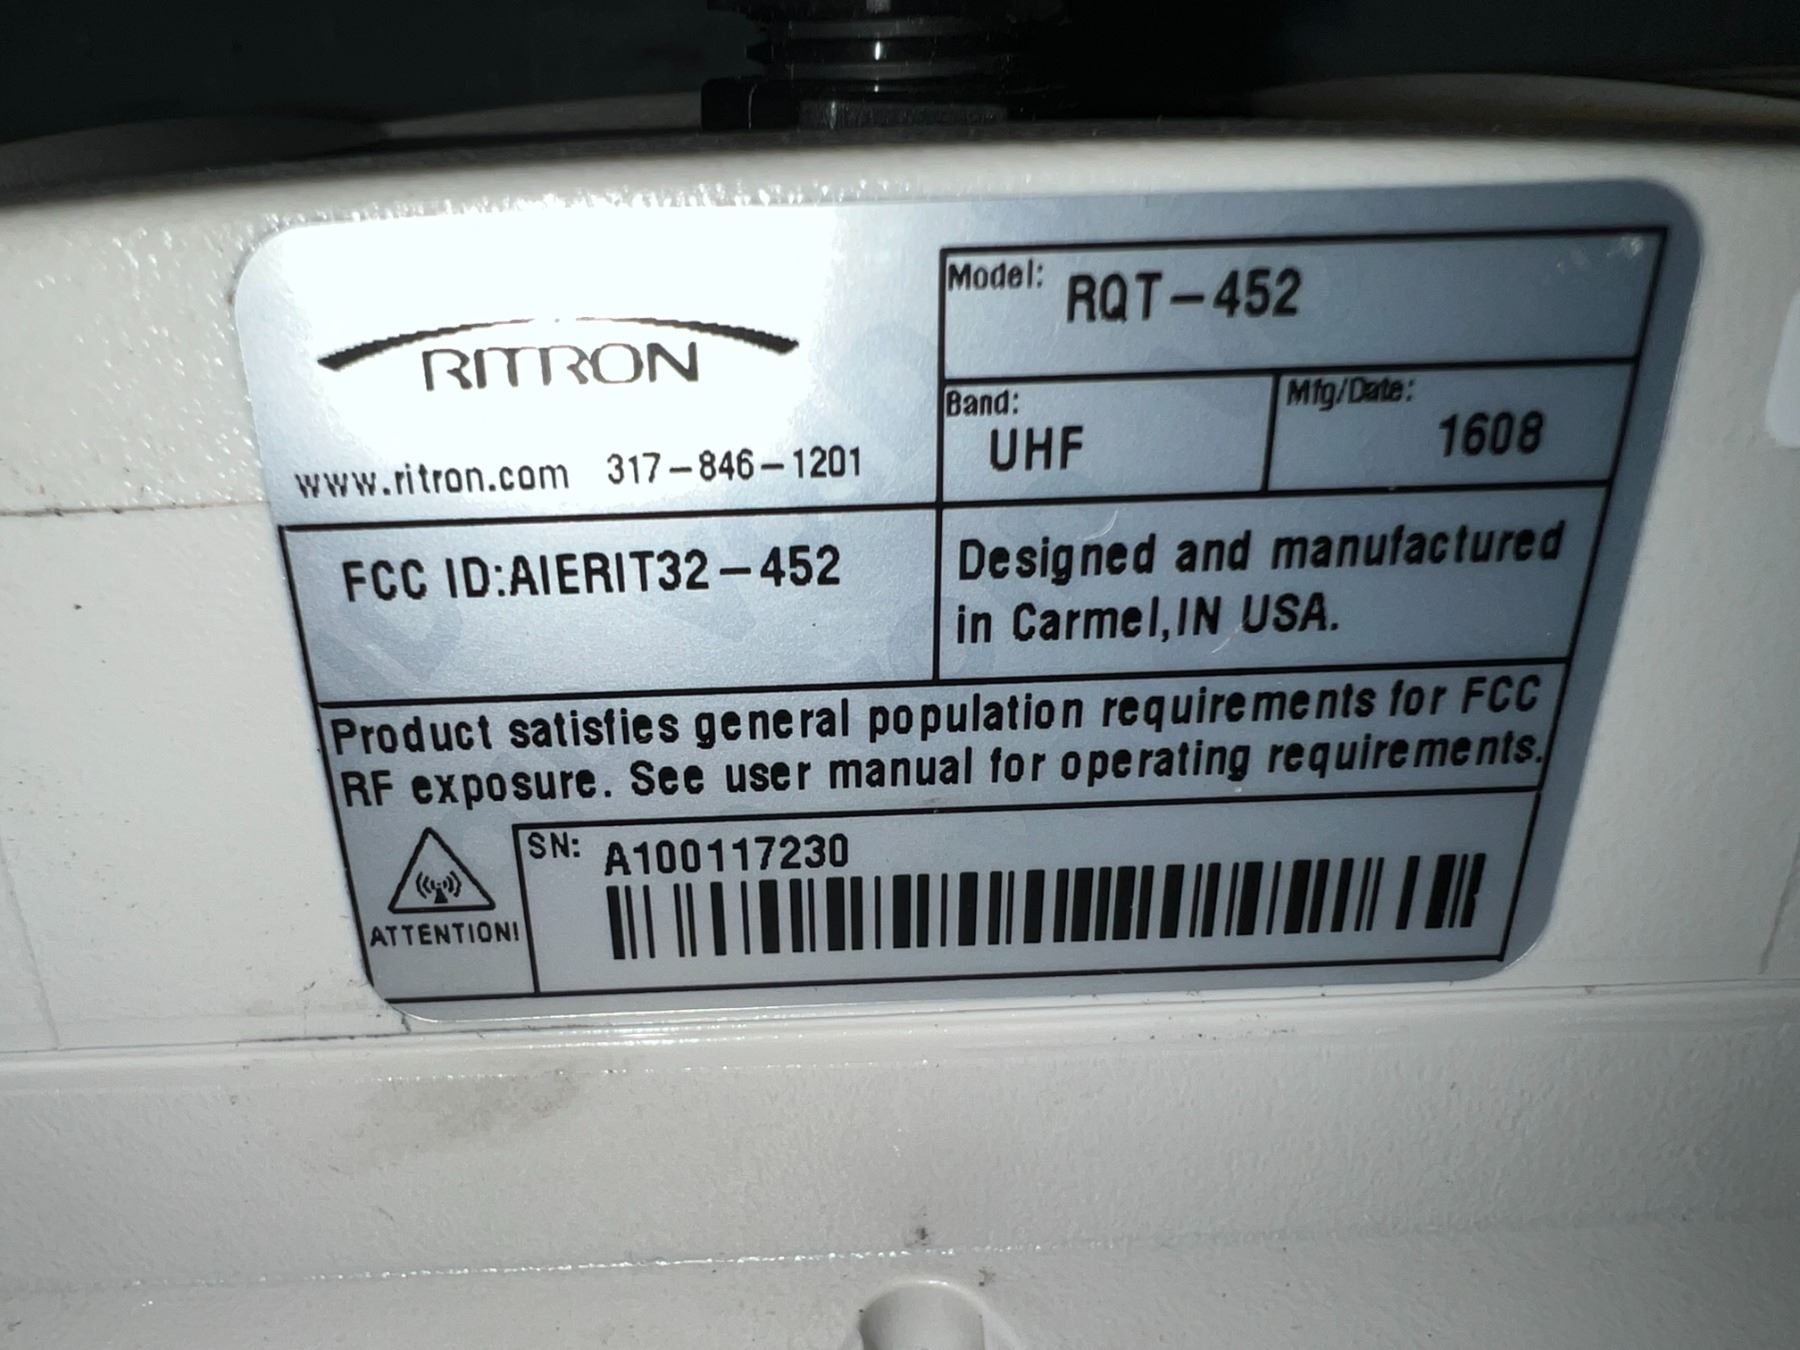 RITRON
www.ritron.com 317-846-1201
Model: RQT-452
Band: UHF
Mfg/Date: 1608
FCC ID:AIERIT32-452
Designed and manufactured
in Carmel,IN USA.
Product satisfies general population requirements for FCC
RF exposure. See user manual for operating requirements.
ATTENTION!
SN: A100117230